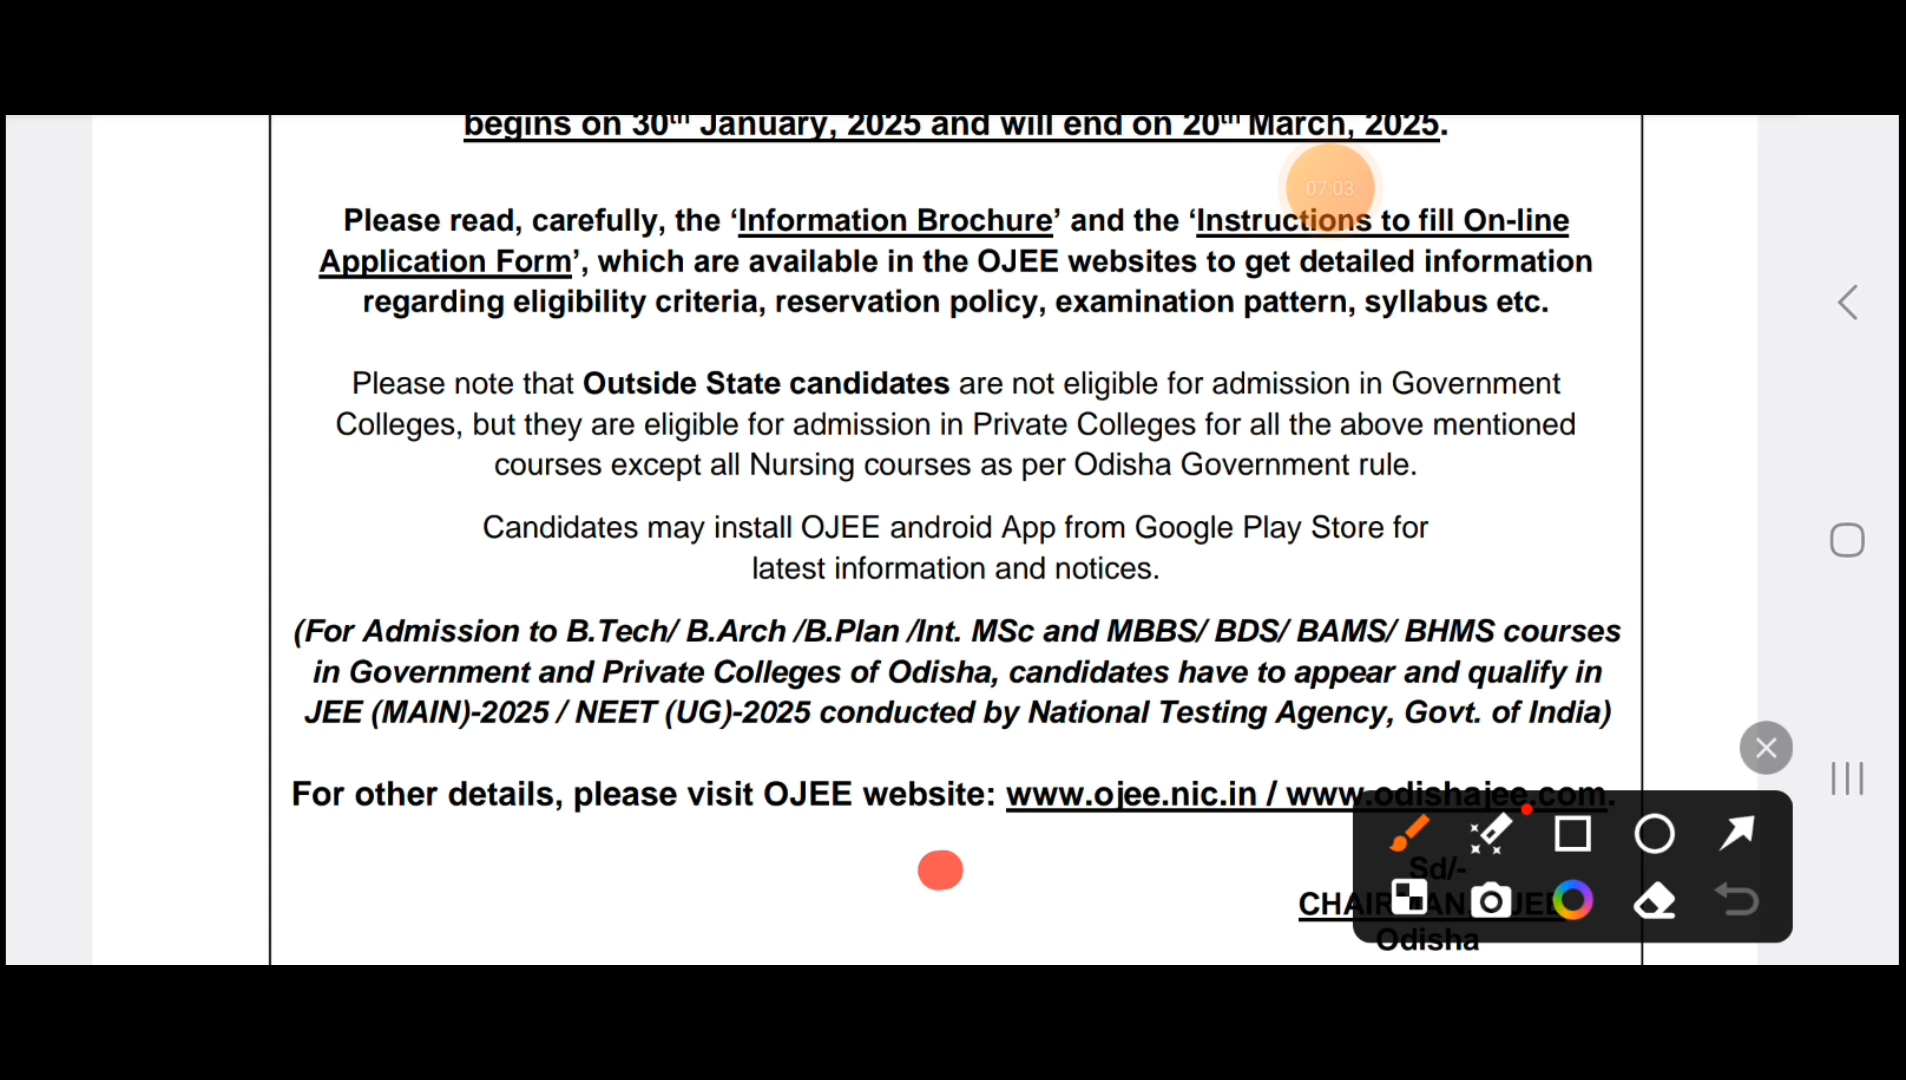 begins on 30th January, 2025 and will end on 20th March, 2025.
07:03
Please read, carefully, the ‘Information Brochure’ and the ‘Instructions to fill On-line
Application Form’, which are available in the OJEE websites to get detailed information
regarding eligibility criteria, reservation policy, examination pattern, syllabus etc.
Please note that Outside State candidates are not eligible for admission in Government
Colleges, but they are eligible for admission in Private Colleges for all the above mentioned
courses except all Nursing courses as per Odisha Government rule.
Candidates may install OJEE android App from Google Play Store for
latest information and notices.
(For Admission to B.Tech/ B.Arch /B.Plan /Int. MSc and MBBS/ BDS/ BAMS/ BHMS courses
in Government and Private Colleges of Odisha, candidates have to appear and qualify in
JEE (MAIN)-2025 / NEET (UG)-2025 conducted by National Testing Agency, Govt. of India)
For other details, please visit OJEE website: www.ojee.nic.in / www.odishajee.com.
Sd/-
Odisha